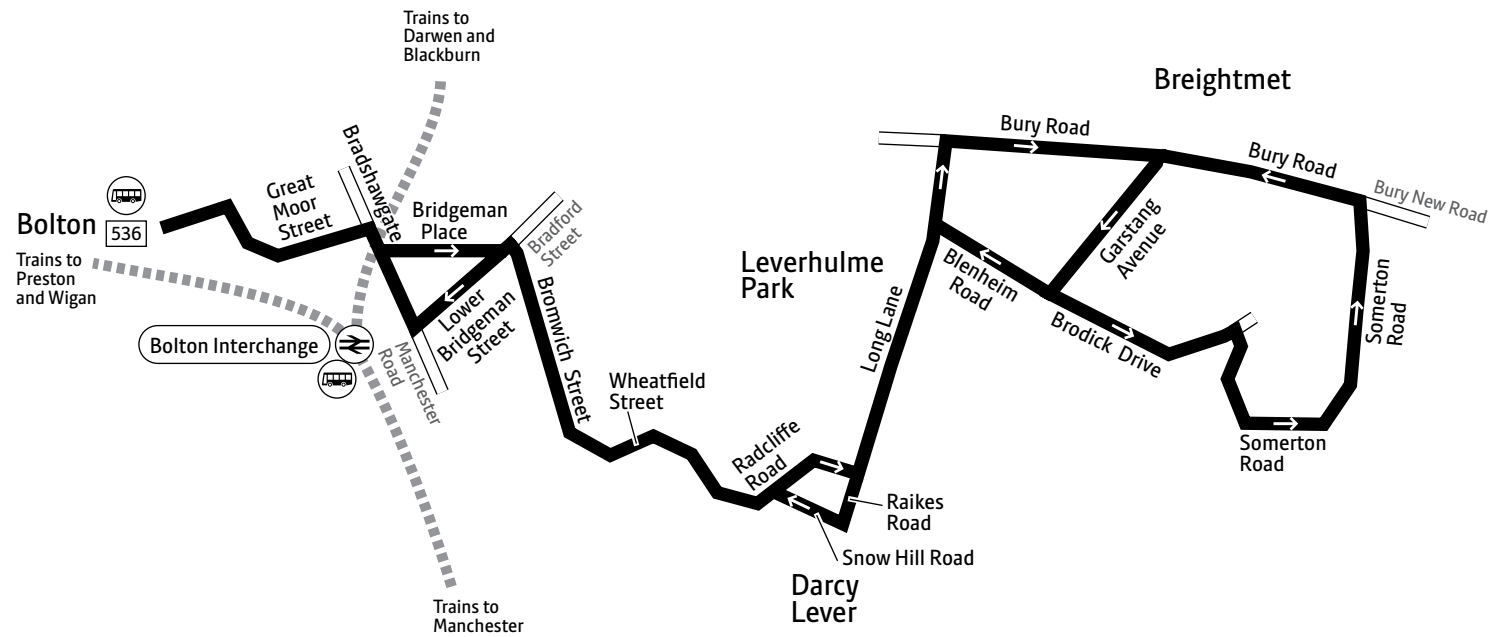 Trains to
Darwen and
Blackburn
Breightmet
Bury Road
Bury Road
Bury New Road
Bradshawgate
Great
Moor
Street
Bridgeman
Place
Bradford
Street
Bolton
536
Trains to
Preston
and Wigan
Garstang
Avenue
Leverhulme
Park
Blenheim
Road
Brodick Drive
Somerton
Road
Lower
Bridgeman
Street
Bromwich Street
Long Lane
Bolton Interchange
Manchester
Road
Wheatfield
Street
Radcliffe
Road
Somerton
Road
Raikes
Road
Snow Hill Road
Darcy
Lever
Trains to
Manchester